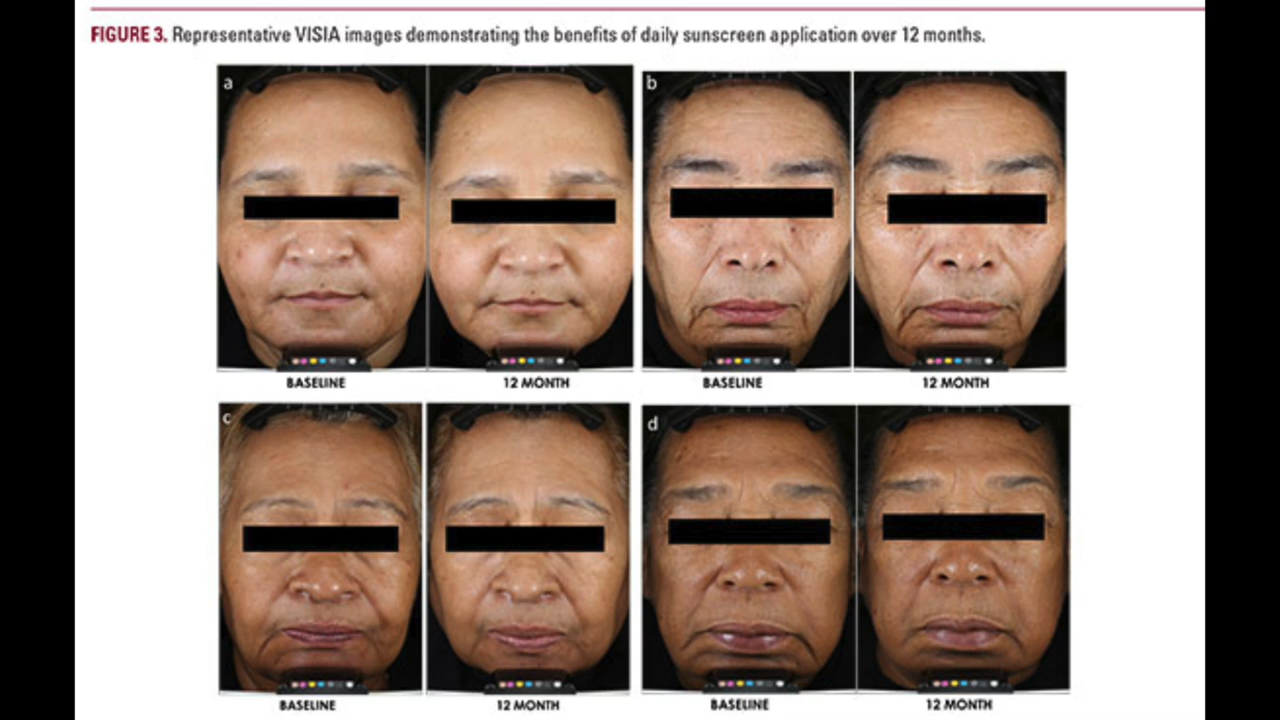 FIGURE 3. Representative VISIA images demonstrating the benefits of daily sunscreen application over 12 months.
a
b
BASELINE
12 MONTH
BASELINE
12 MONTH
c
d
BASELINE
12 MONTH
BASELINE
12 MONTH